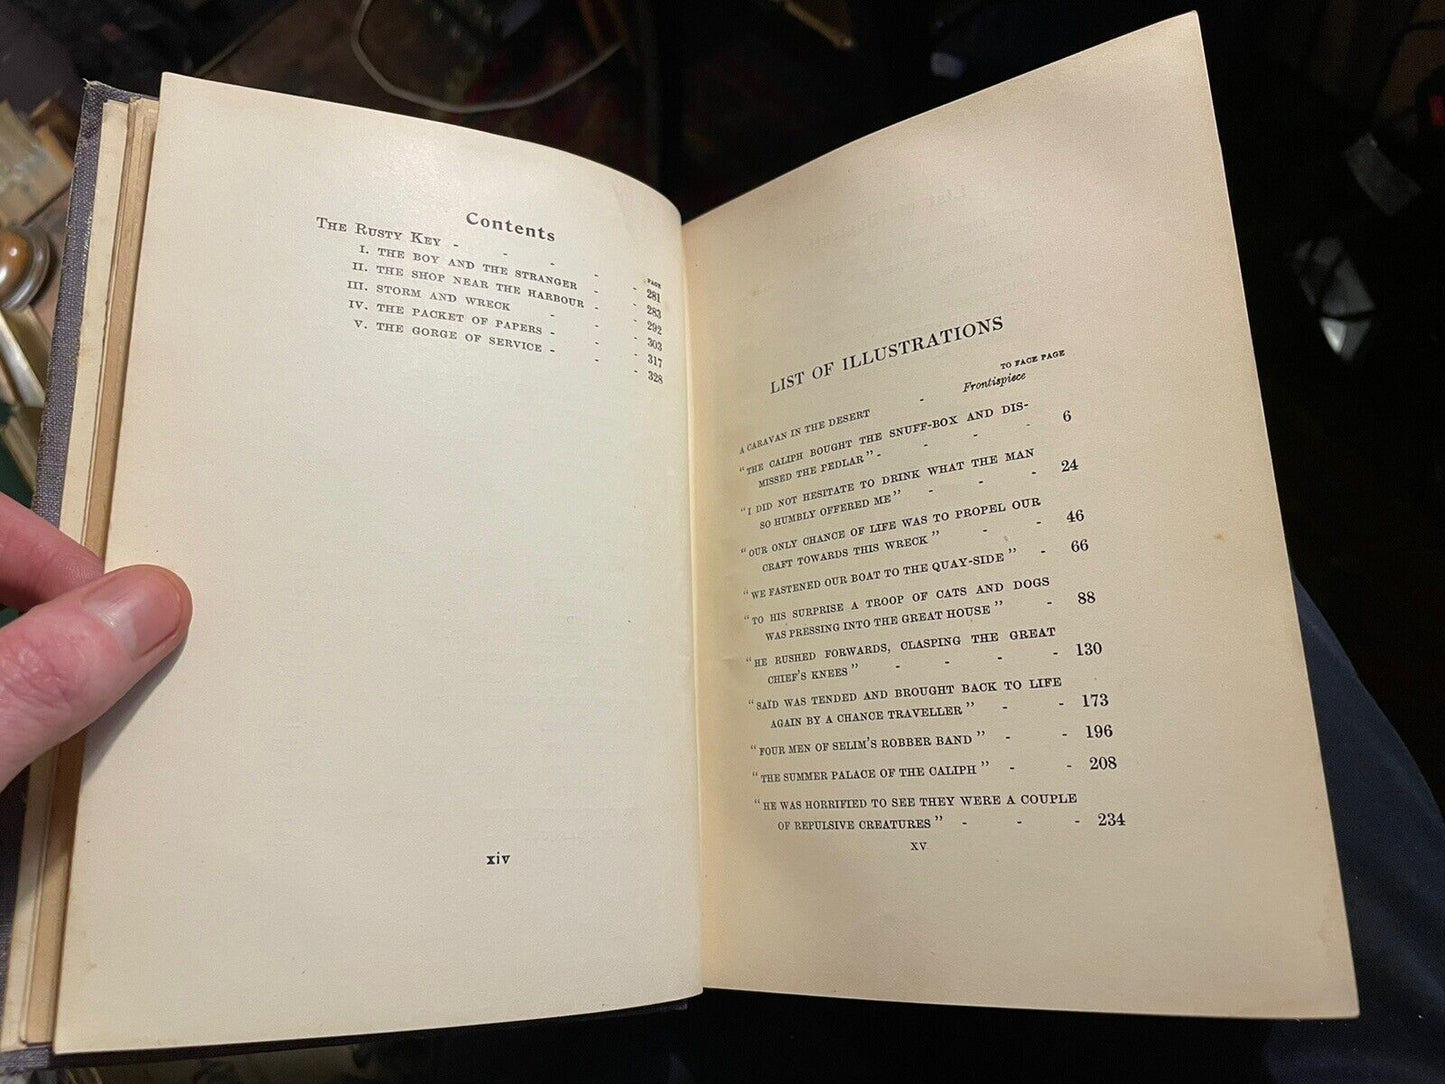 Contents
PAGE
The Rusty Key - - - - - 281
I. THE BOY AND THE STRANGER - - 283
II. THE SHOP NEAR THE HARBOUR - - 292
III. STORM AND WRECK - - - 303
IV. THE PACKET OF PAPERS - - - 317
V. THE GORGE OF SERVICE - - - 328
xiv
LIST OF ILLUSTRATIONS
TO FACE PAGE
A CARAVAN IN THE DESERT - Frontispiece
"THE CALIPH BOUGHT THE SNUFF-BOX AND DIS-
MISSED THE PEDLAR" - - - - 6
"I DID NOT HESITATE TO DRINK WHAT THE MAN
SO HUMBLY OFFERED ME" - - - 24
"OUR ONLY CHANCE OF LIFE WAS TO PROPEL OUR
CRAFT TOWARDS THIS WRECK" - - 46
"WE FASTENED OUR BOAT TO THE QUAY-SIDE" - 66
"TO HIS SURPRISE A TROOP OF CATS AND DOGS
WAS PRESSING INTO THE GREAT HOUSE" - 88
"HE RUSHED FORWARDS, CLASPING THE GREAT
CHIEF'S KNEES" - - - - 130
"SAÏD WAS TENDED AND BROUGHT BACK TO LIFE
AGAIN BY A CHANCE TRAVELLER" - - 173
"FOUR MEN OF SELIM'S ROBBER BAND" - - 196
"THE SUMMER PALACE OF THE CALIPH" - - 208
"HE WAS HORRIFIED TO SEE THEY WERE A COUPLE
OF REPULSIVE CREATURES" - - - 234
xv